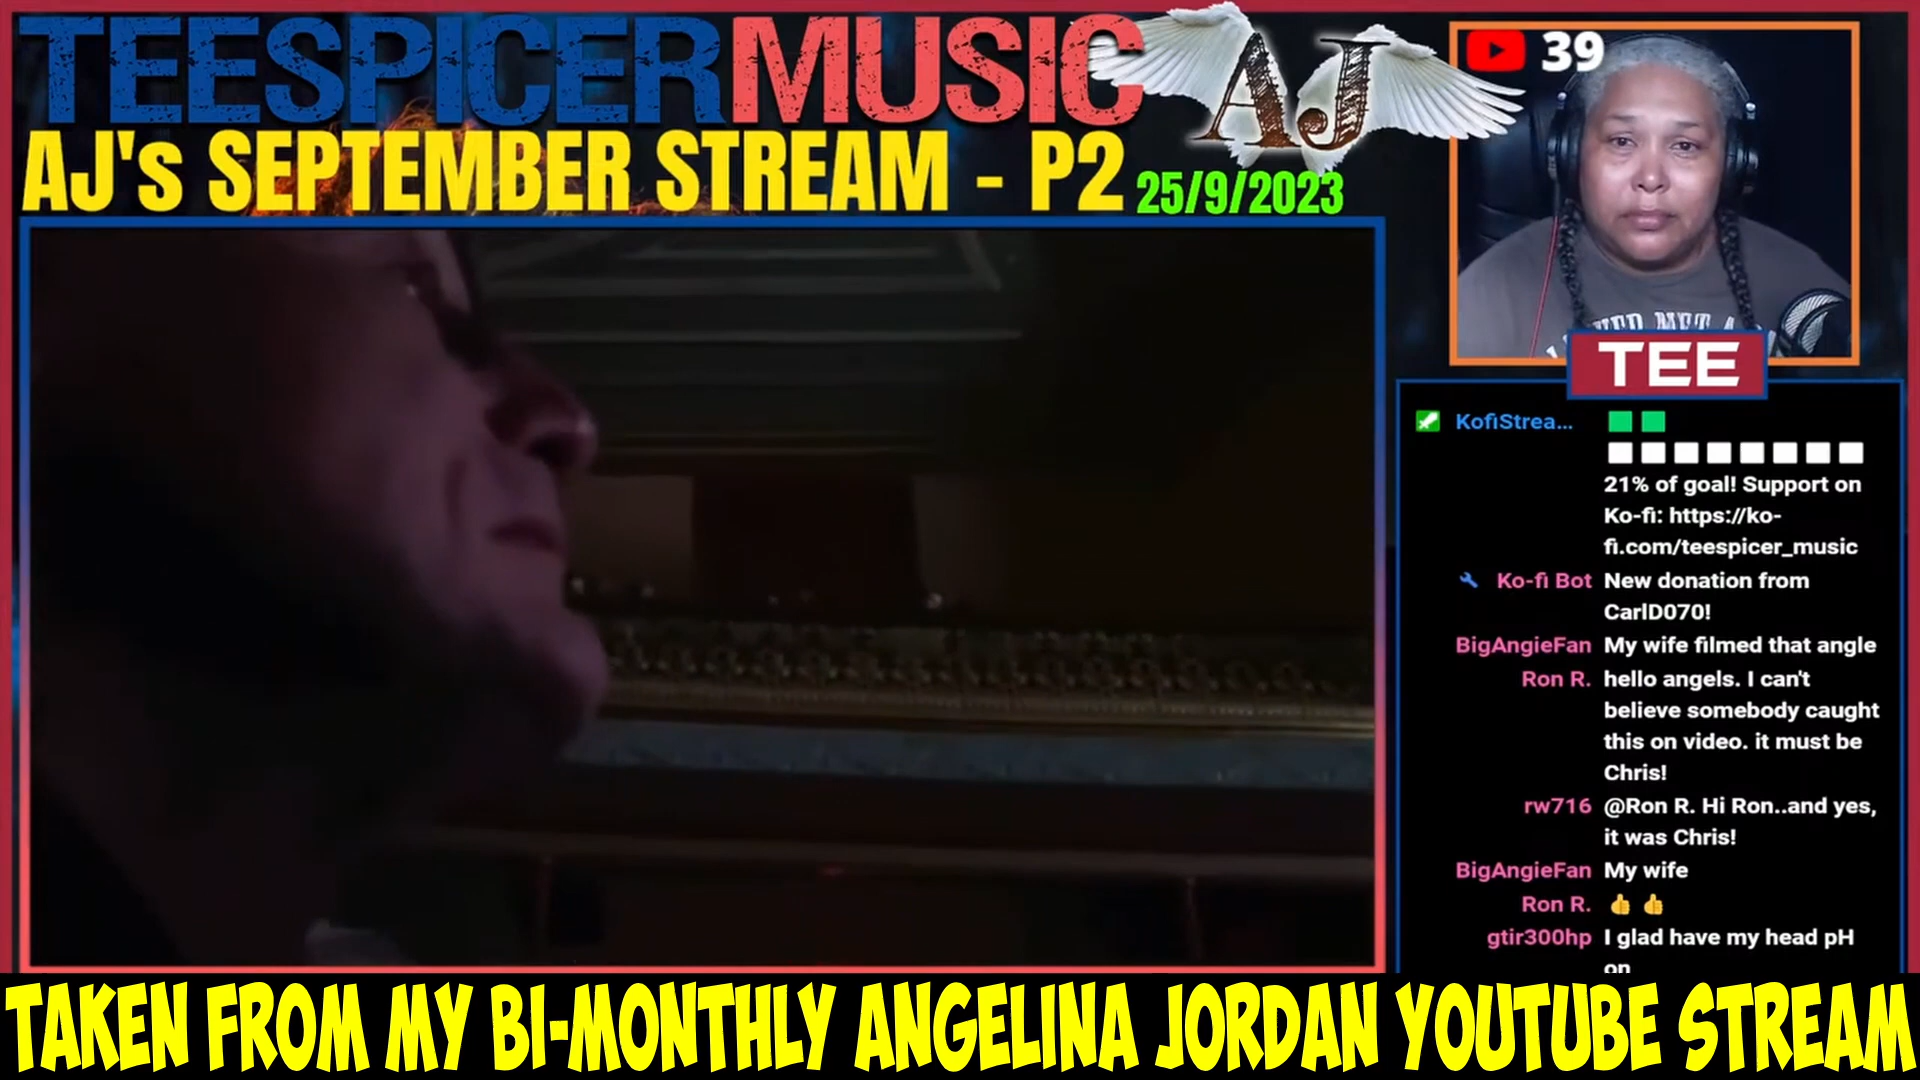 TEESPICERMUSIC
AJ
39
AJ's SEPTEMBER STREAM - P2
25/9/2023
TEE
KofiStrea...
21% of goal! Support on
Ko-fi: https://ko-
fi.com/teespicer_music
Ko-fi Bot New donation from
CarlD070!
BigAngieFan My wife filmed that angle
Ron R. hello angels. I can't
believe somebody caught
this on video. it must be
Chris!
rw716 @Ron R. Hi Ron..and yes,
it was Chris!
BigAngieFan My wife
Ron R. 👍 👍
gtir300hp I glad have my head pH
on
TAKEN FROM MY BI-MONTHLY ANGELINA JORDAN YOUTUBE STREAM